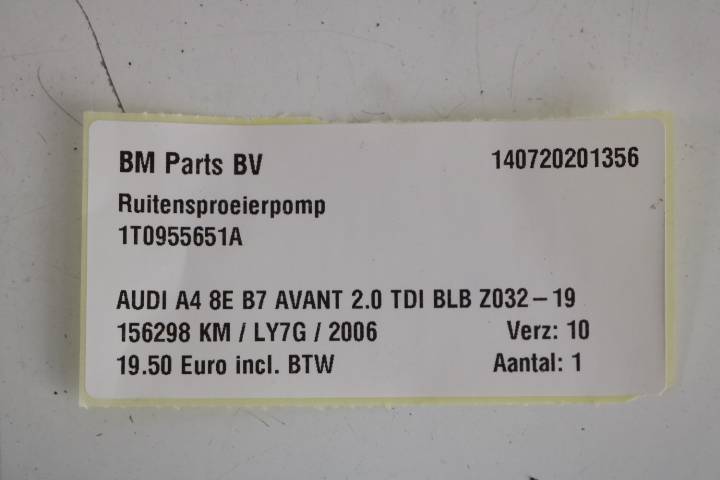 BM Parts BV 140720201356
Ruitensproeierpomp
1T0955651A
AUDI A4 8E B7 AVANT 2.0 TDI BLB Z032-19
156298 KM / LY7G / 2006 Verz: 10
19.50 Euro incl. BTW Aantal: 1